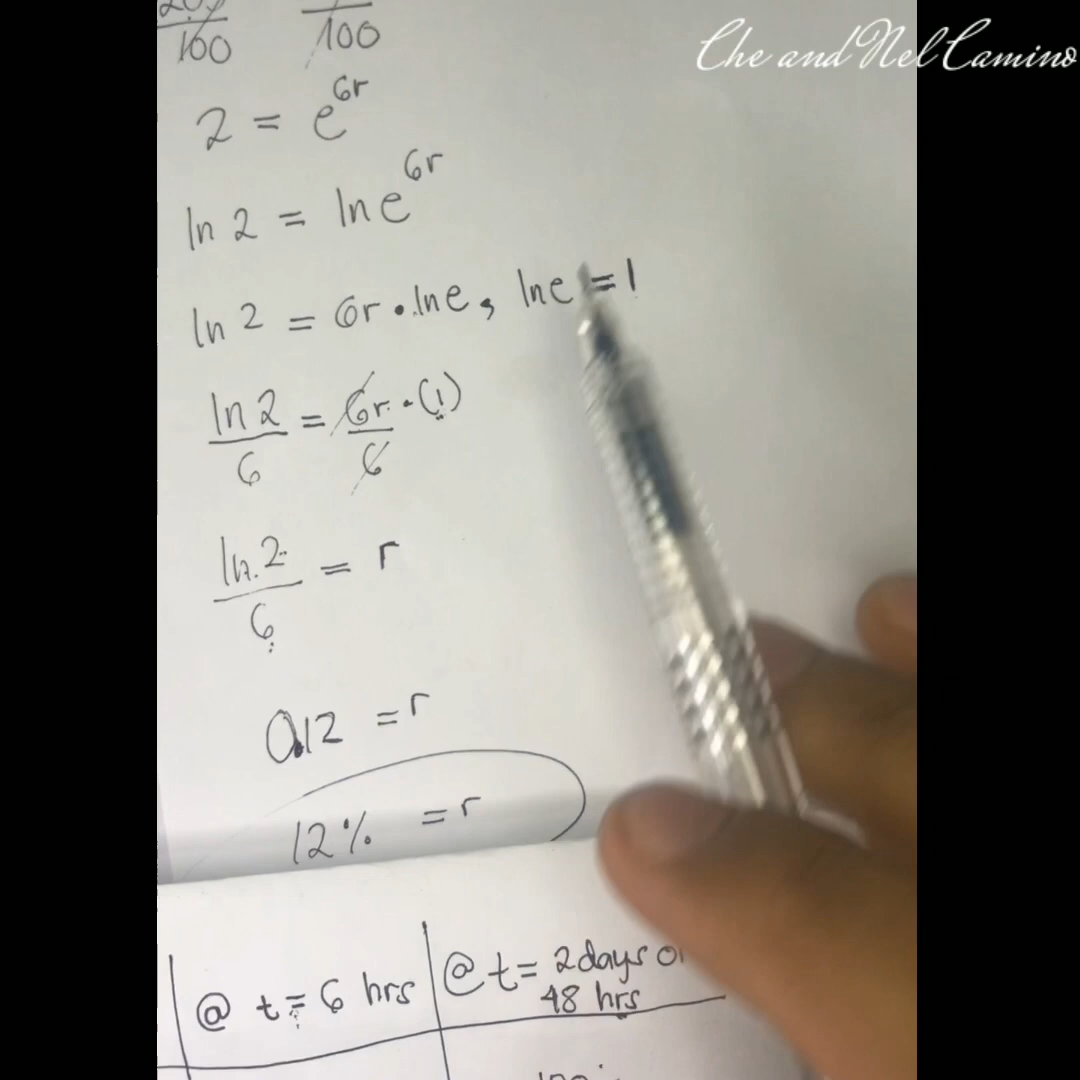 Che and Nel Camino
100 100
2 = e^6r
ln 2 = ln e^6r
ln 2 = 6r • ln e, ln e = 1
ln 2 / 6 = 6r / 6 • (1)
ln 2 / 6 = r
0.12 = r
12% = r
@ t = 6 hrs @ t = 2 days
48 hrs